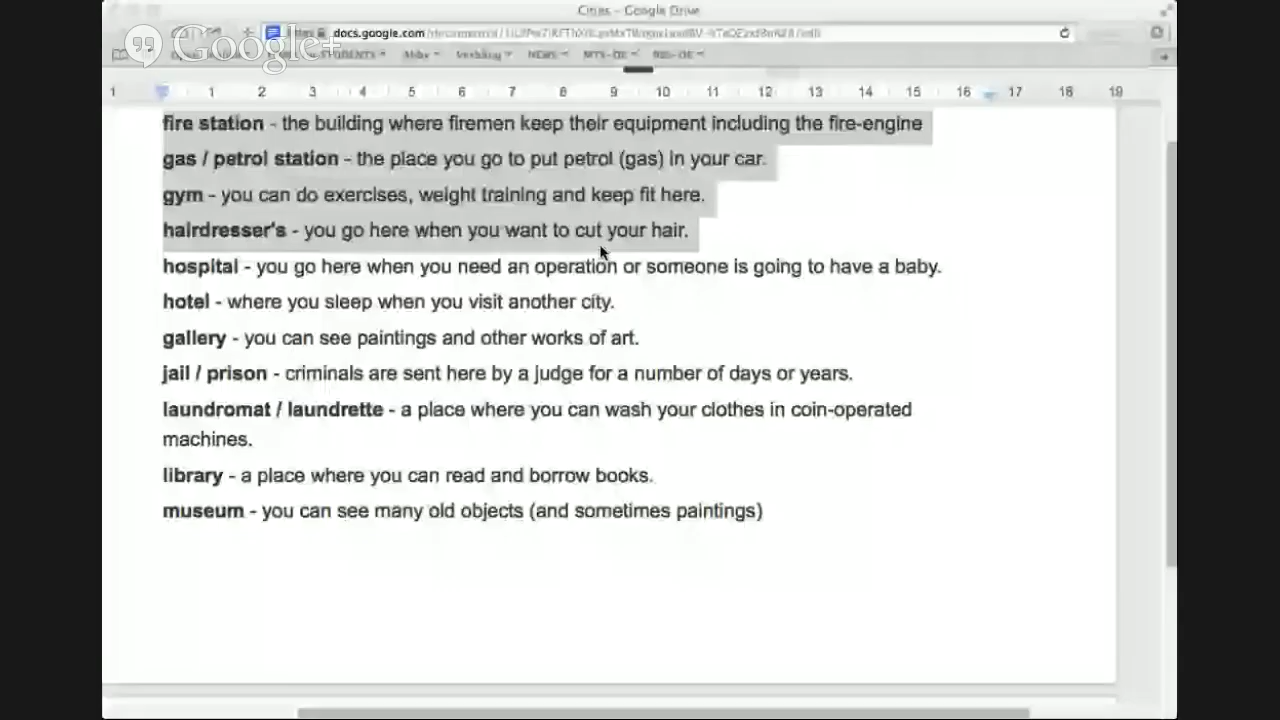 Cities - Google Drive
Google+
docs.google.com
STUDENTS
NEWS
1 1 2 3 4 5 6 7 8 9 10 11 12 13 14 15 16 17 18 19
fire station - the building where firemen keep their equipment including the fire-engine
gas / petrol station - the place you go to put petrol (gas) in your car.
gym - you can do exercises, weight training and keep fit here.
hairdresser's - you go here when you want to cut your hair.
hospital - you go here when you need an operation or someone is going to have a baby.
hotel - where you sleep when you visit another city.
gallery - you can see paintings and other works of art.
jail / prison - criminals are sent here by a judge for a number of days or years.
laundromat / laundrette - a place where you can wash your clothes in coin-operated
machines.
library - a place where you can read and borrow books.
museum - you can see many old objects (and sometimes paintings)